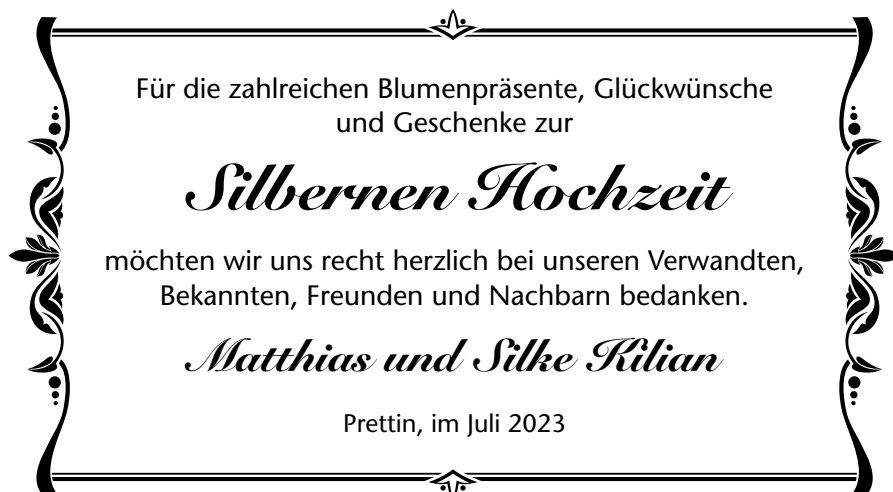 Für die zahlreichen Blumenpräsente, Glückwünsche
und Geschenke zur
Silbernen Hochzeit
möchten wir uns recht herzlich bei unseren Verwandten,
Bekannten, Freunden und Nachbarn bedanken.
Matthias und Silke Kilian
Prettin, im Juli 2023